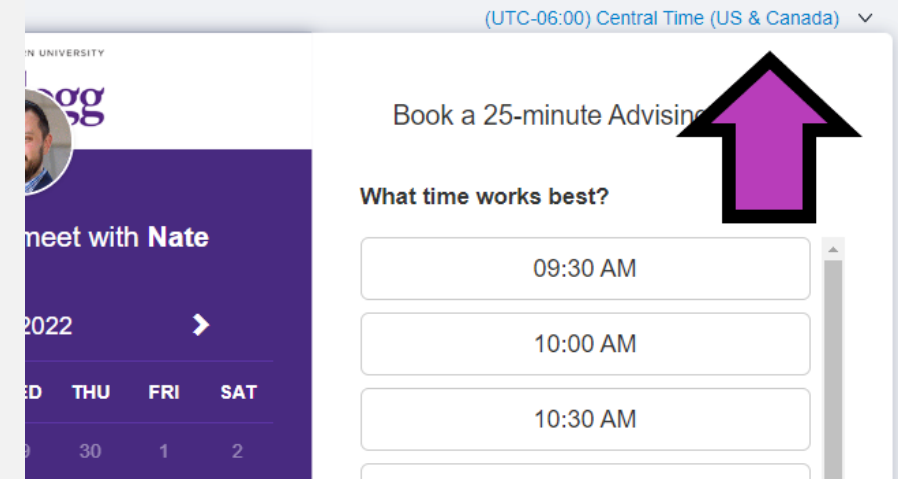 (UTC-06:00) Central Time (US & Canada)
N UNIVERSITY
gg
Book a 25-minute
What time works best?
meet with Nate
09:30 AM
2022
10:00 AM
THU FRI SAT
10:30 AM
30 1 2